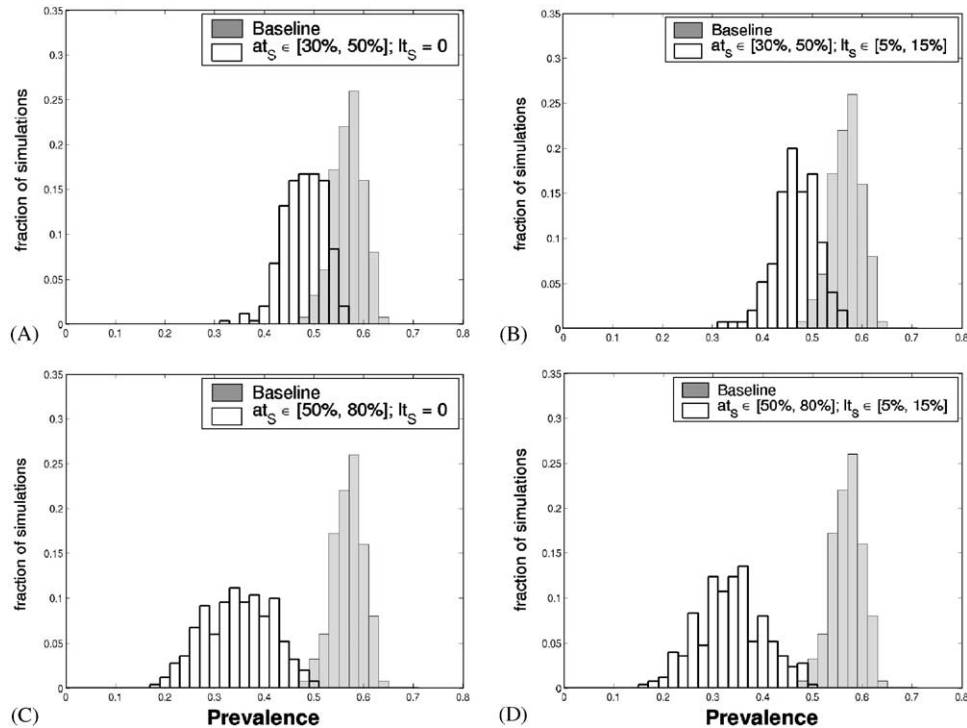 Baseline
at_S ∈ [30%, 50%]; lt_S = 0
fraction of simulations
0.35
0.3
0.25
0.2
0.15
0.1
0.05
0
0 0.1 0.2 0.3 0.4 0.5 0.6 0.7 0.8
(A)
Baseline
at_S ∈ [30%, 50%]; lt_S ∈ [5%, 15%]
fraction of simulations
0.35
0.3
0.25
0.2
0.15
0.1
0.05
0
0 0.1 0.2 0.3 0.4 0.5 0.6 0.7 0.8
(B)
Baseline
at_S ∈ [50%, 80%]; lt_S = 0
fraction of simulations
0.35
0.3
0.25
0.2
0.15
0.1
0.05
0
0 0.1 0.2 0.3 0.4 0.5 0.6 0.7 0.8
(C)
Prevalence
Baseline
at_S ∈ [50%, 80%]; lt_S ∈ [5%, 15%]
fraction of simulations
0.35
0.3
0.25
0.2
0.15
0.1
0.05
0
0 0.1 0.2 0.3 0.4 0.5 0.6 0.7 0.8
(D)
Prevalence